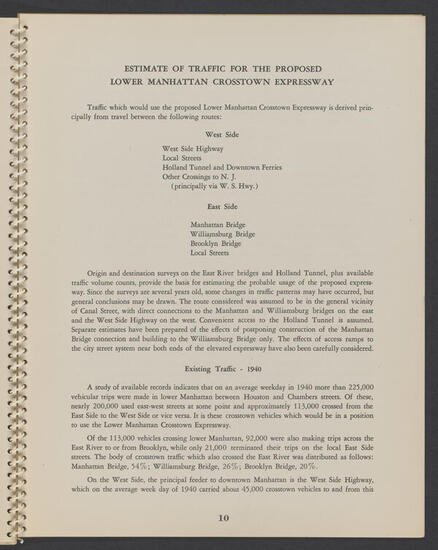 ESTIMATE OF TRAFFIC FOR THE PROPOSED
LOWER MANHATTAN CROSSTOWN EXPRESSWAY
Traffic which would use the proposed Lower Manhattan Crosstown Expressway is derived prin-
cipally from travel between the following routes:
West Side
West Side Highway
Local Streets
Holland Tunnel and Downtown Ferries
Other Crossings to N. J.
(principally via W. S. Hwy.)
East Side
Manhattan Bridge
Williamsburg Bridge
Brooklyn Bridge
Local Streets
Origin and destination surveys on the East River bridges and Holland Tunnel, plus available
traffic volume counts, provide the basis for estimating the probable usage of the proposed express-
way. Since the surveys are several years old, some changes in traffic patterns may have occurred, but
general conclusions may be drawn. The route considered was assumed to be in the general vicinity
of Canal Street, with direct connections to the Manhattan and Williamsburg bridges on the east
and the West Side Highway on the west. Convenient access to the Holland Tunnel is assumed.
Separate estimates have been prepared of the effects of postponing construction of the Manhattan
Bridge connection and building to the Williamsburg Bridge only. The effects of access ramps to
the city street system near both ends of the elevated expressway have also been carefully considered.
Existing Traffic - 1940
A study of available records indicates that on an average weekday in 1940 more than 225,000
vehicular trips were made in lower Manhattan between Houston and Chambers streets. Of these,
nearly 200,000 used east-west streets at some point and approximately 113,000 crossed from the
East Side to the West Side or vice versa. It is these crosstown vehicles which would be in a position
to use the Lower Manhattan Crosstown Expressway.
Of the 113,000 vehicles crossing lower Manhattan, 92,000 were also making trips across the
East River to or from Brooklyn, while only 21,000 terminated their trips on the local East Side
streets. The body of crosstown traffic which also crossed the East River was distributed as follows:
Manhattan Bridge, 54%; Williamsburg Bridge, 26%; Brooklyn Bridge, 20%.
On the West Side, the principal feeder to downtown Manhattan is the West Side Highway,
which on the average week day of 1940 carried about 45,000 crosstown vehicles to and from this
10